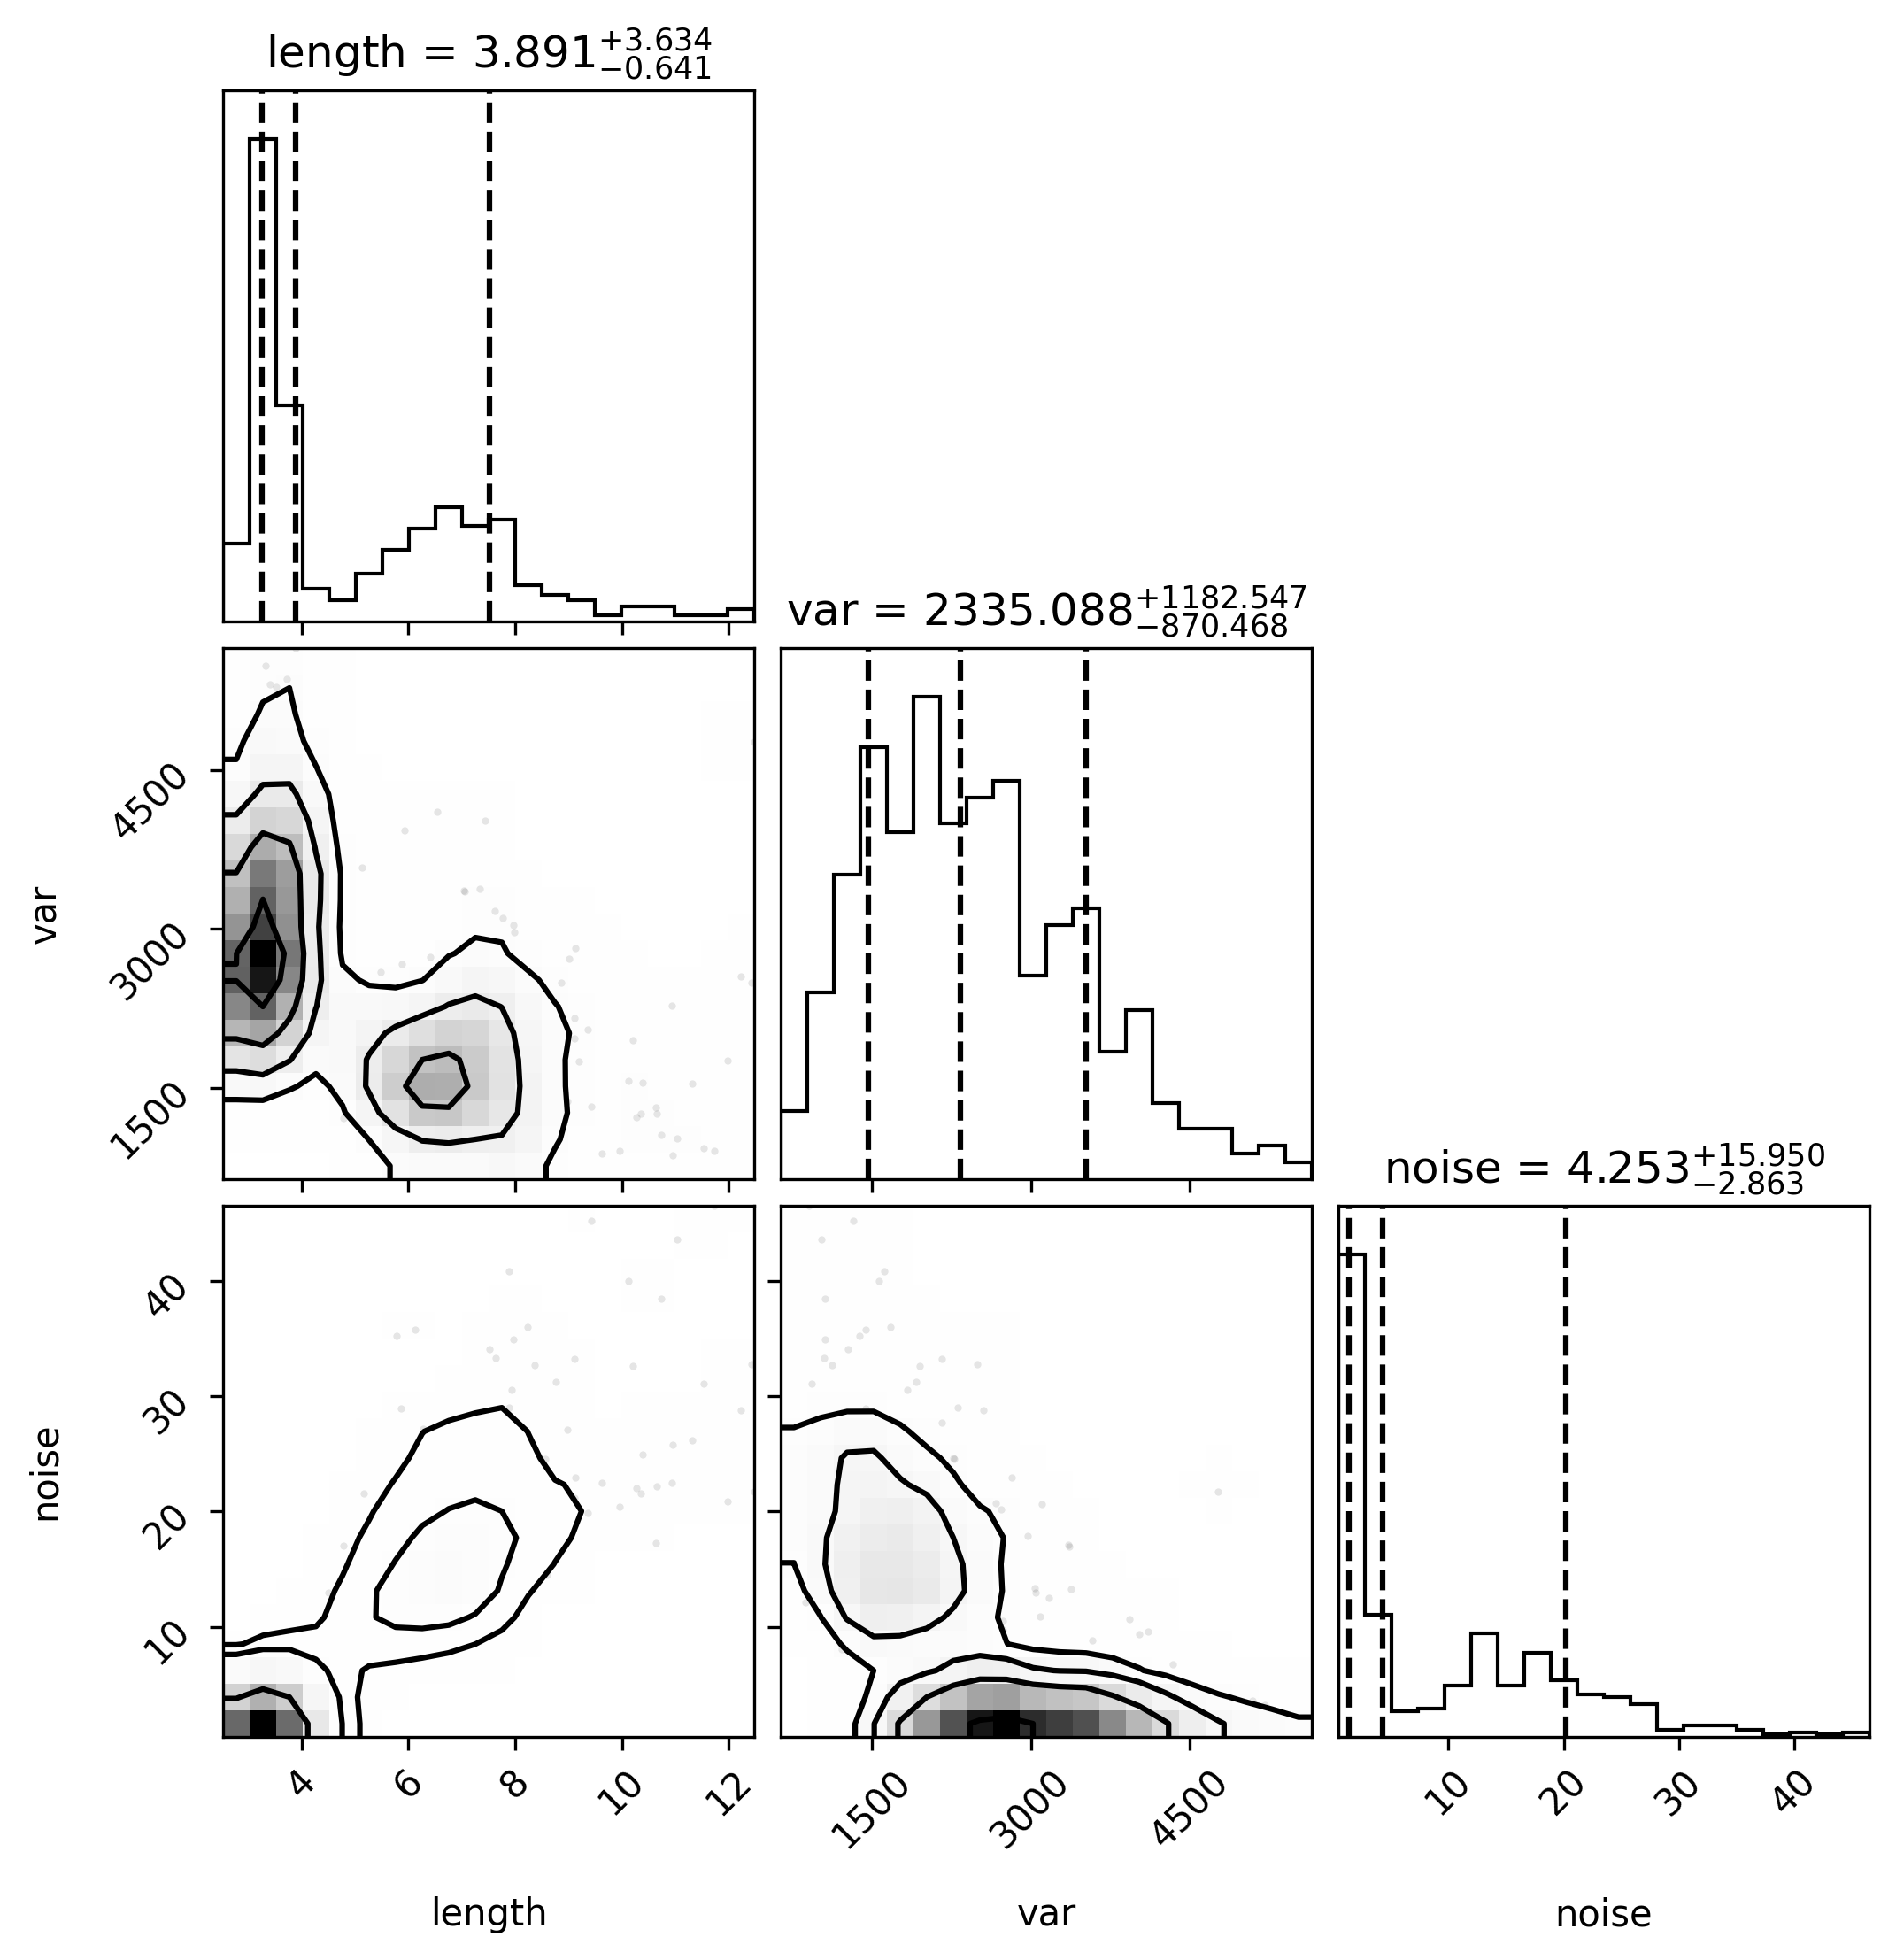 length = 3.891+3.634−0.641
var = 2335.088+1182.547−870.468
4500
3000
1500
var
noise = 4.253+15.950−2.863
40
30
20
10
noise
4 6 8 10 12
1500 3000 4500
10 20 30 40
length var noise